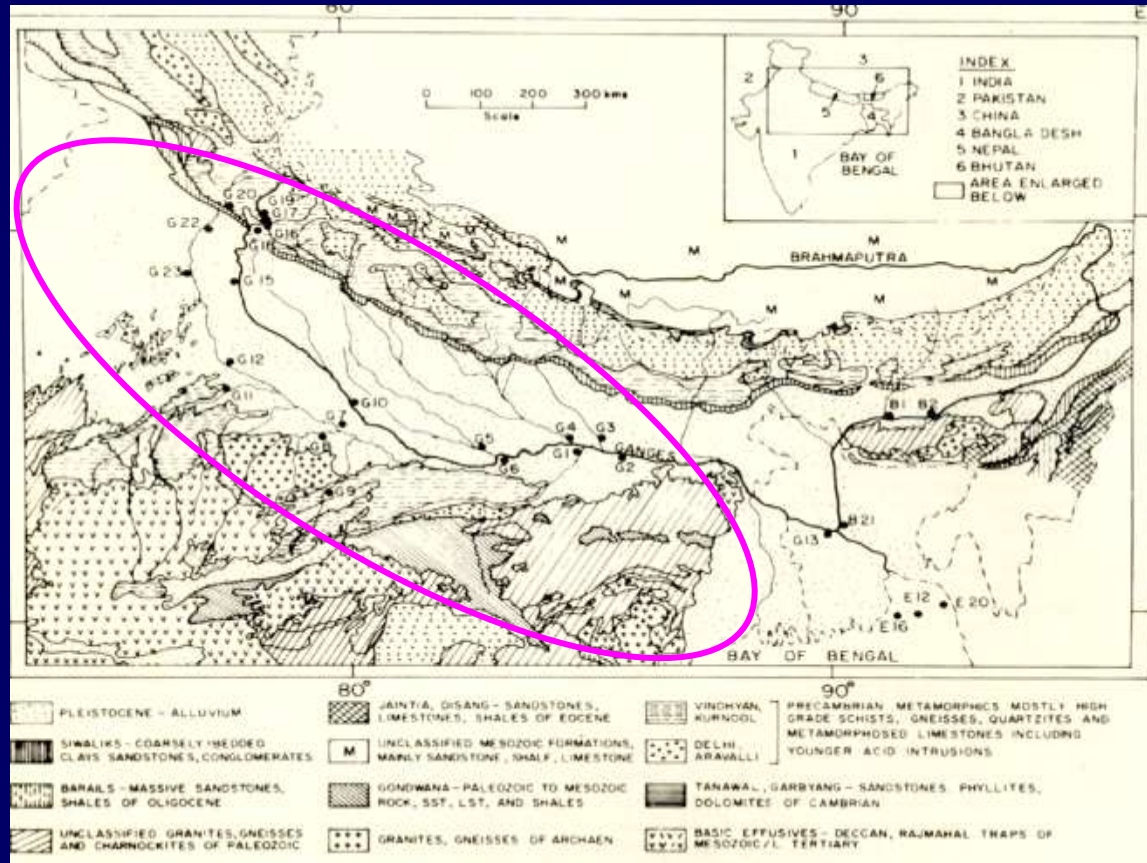 80
90
E
0 100 200 300 kms
Scale
INDEX
1 INDIA
2 PAKISTAN
3 CHINA
4 BANGLA DESH
5 NEPAL
6 BHUTAN
AREA ENLARGED BELOW
3
2
6
5
4
1
BAY OF
BENGAL
G20
G19
G17
G16
G22
G18
G23
G15
M
M
M
M
M
M
M
M
BRAHMAPUTRA
M
M
M
M
G12
G11
G10
G7
G8
G9
G5
G6
G4
G3
G1
GANGES
G2
B1
B2
B21
G13
E12
E20
E16
BAY OF BENGAL
80°
90°
PLEISTOCENE - ALLUVIUM
SIWALIKS - COARSELY BEDDED
CLAYS SANDSTONES, CONGLOMERATES
BARAILS - MASSIVE SANDSTONES,
SHALES OF OLIGOCENE
UNCLASSIFIED GRANITES, GNEISSES
AND CHARNOCKITES OF PALEOZOIC
JAINTIA, DISANG - SANDSTONES,
LIMESTONES, SHALES OF EOCENE
M UNCLASSIFIED MESOZOIC FORMATIONS,
MAINLY SANDSTONE, SHALE, LIMESTONE
GONDWANA - PALEOZOIC TO MESOZOIC
ROCK, SST, LST, AND SHALES
GRANITES, GNEISSES OF ARCHAEN
VINDHYAN,
KURNOOL
DELHI
ARAVALLI
PRECAMBRIAN METAMORPHICS MOSTLY HIGH
GRADE SCHISTS, GNEISSES, QUARTZITES AND
METAMORPHOSED LIMESTONES INCLUDING
YOUNGER ACID INTRUSIONS
TANAWAL, GARBYANG - SANDSTONES PHYLLITES,
DOLOMITES OF CAMBRIAN
BASIC EFFUSIVES - DECCAN, RAJMAHAL TRAPS OF
MESOZOIC/L TERTIARY